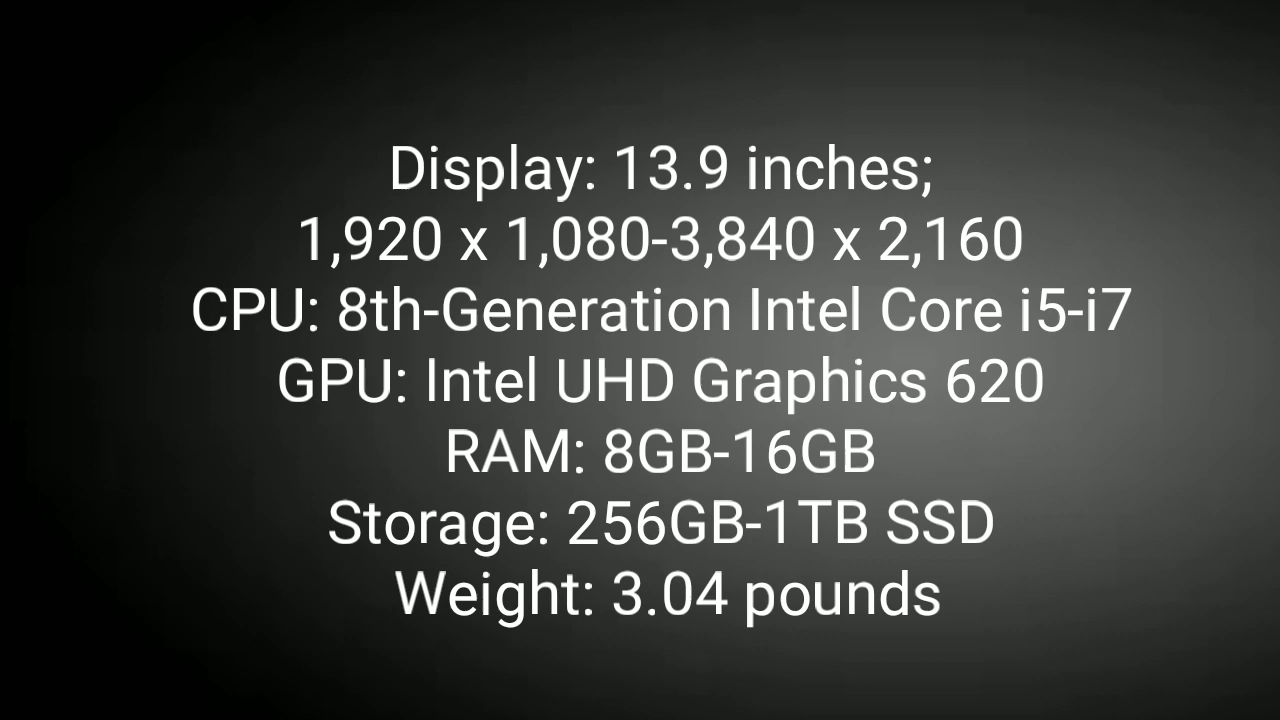 Display: 13.9 inches;
1,920 x 1,080-3,840 x 2,160
CPU: 8th-Generation Intel Core i5-i7
GPU: Intel UHD Graphics 620
RAM: 8GB-16GB
Storage: 256GB-1TB SSD
Weight: 3.04 pounds